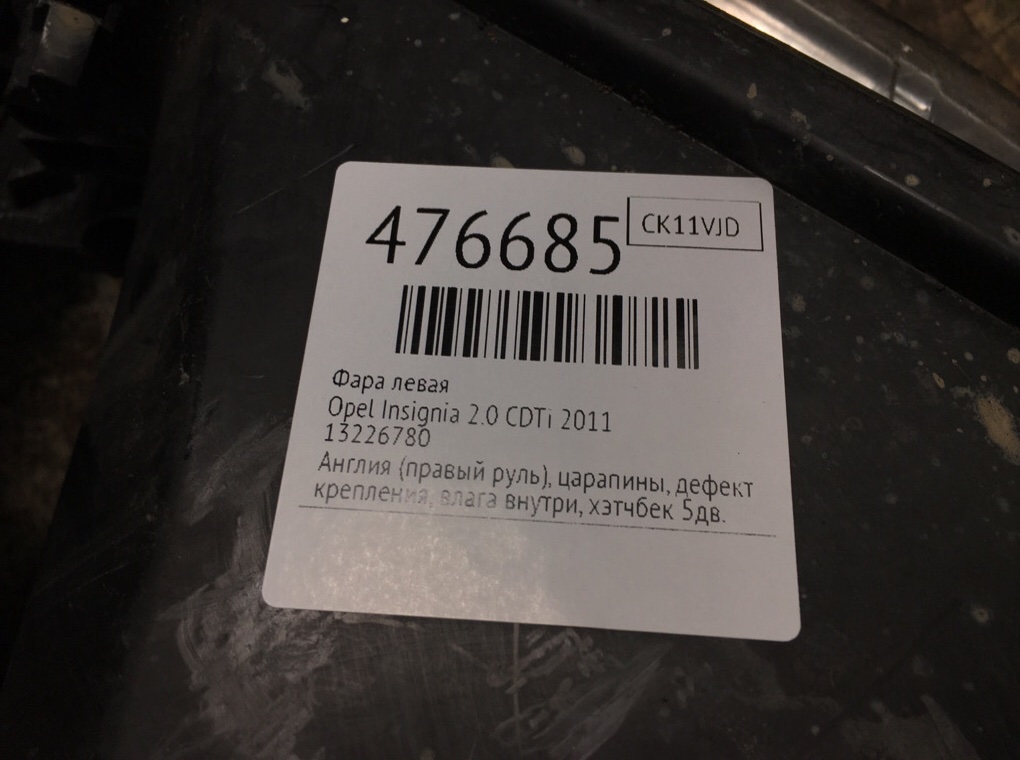 476685
CK11VJD
Фара левая
Opel Insignia 2.0 CDTi 2011
13226780
Англия (правый руль), царапины, дефект
крепления, влага внутри, хэтчбек 5дв.